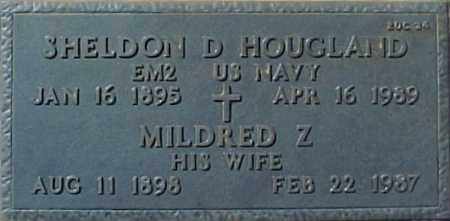 SHELDON D HOUGLAND
EM2 US NAVY
JAN 16 1895 APR 16 1989
MILDRED Z
HIS WIFE
AUG 11 1898 FEB 22 1987